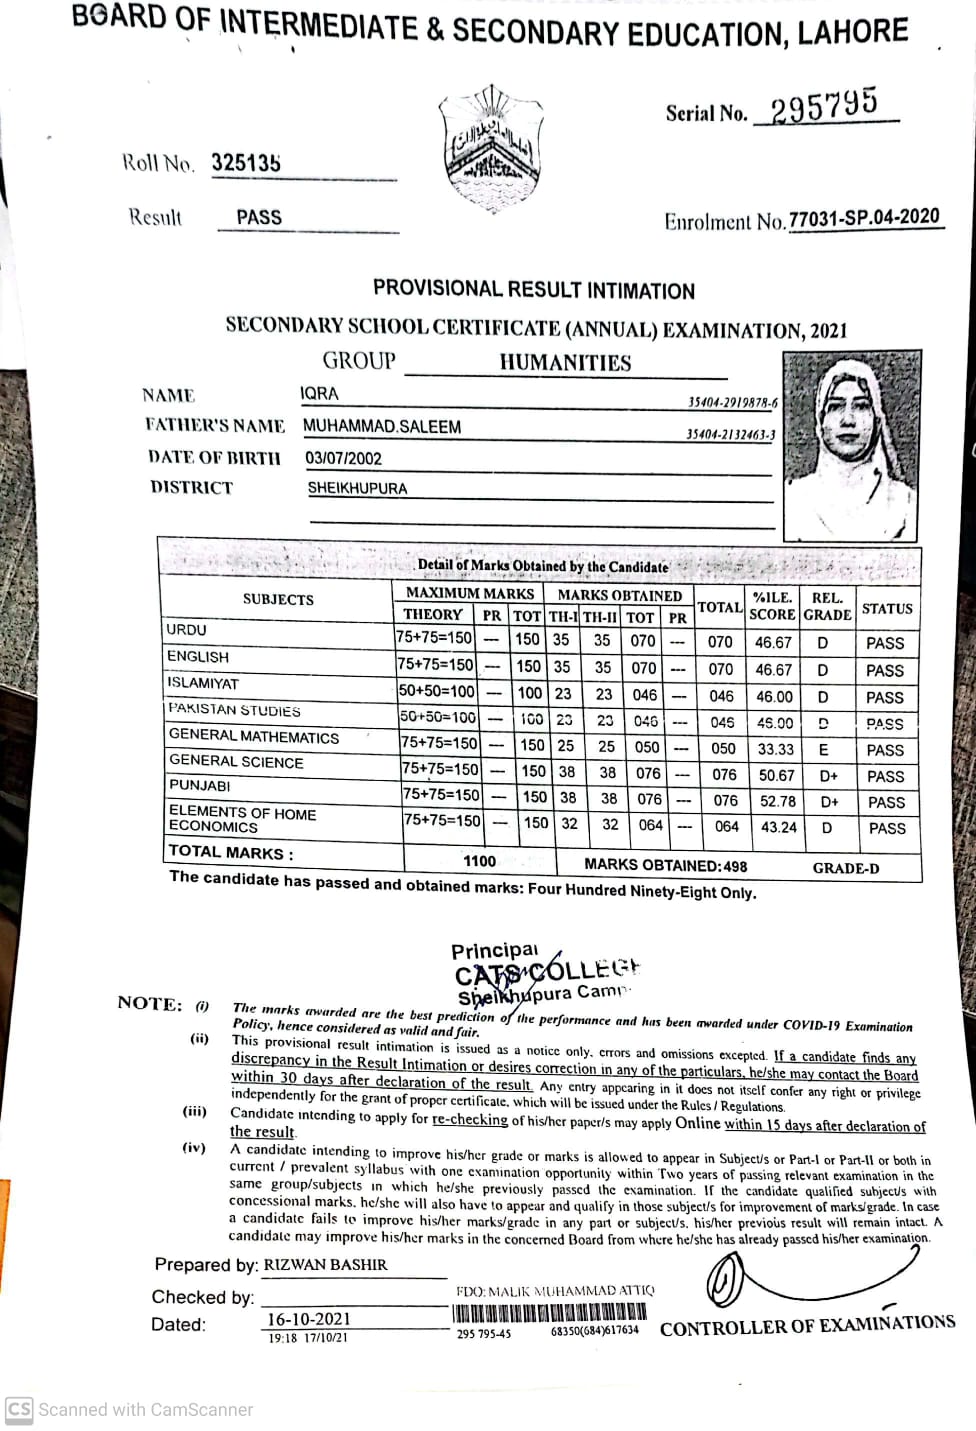 BOARD OF INTERMEDIATE & SECONDARY EDUCATION, LAHORE
Serial No. 295795
Roll No. 325135
Result PASS
Enrolment No. 77031-SP.04-2020
PROVISIONAL RESULT INTIMATION
SECONDARY SCHOOL CERTIFICATE (ANNUAL) EXAMINATION, 2021
GROUP HUMANITIES
NAME IQRA 35404-2919878-6
FATHER'S NAME MUHAMMAD.SALEEM 35404-2132463-3
DATE OF BIRTH 03/07/2002
DISTRICT SHEIKHUPURA
Detail of Marks Obtained by the Candidate
SUBJECTS MAXIMUM MARKS MARKS OBTAINED TOTAL %ILE. SCORE REL. GRADE STATUS
THEORY PR TOT TH-I TH-II TOT PR
URDU 75+75=150 --- 150 35 35 070 --- 070 46.67 D PASS
ENGLISH 75+75=150 --- 150 35 35 070 --- 070 46.67 D PASS
ISLAMIYAT 50+50=100 --- 100 23 23 046 --- 046 46.00 D PASS
PAKISTAN STUDIES 50+50=100 --- 100 23 23 046 --- 046 46.00 D PASS
GENERAL MATHEMATICS 75+75=150 --- 150 25 25 050 --- 050 33.33 E PASS
GENERAL SCIENCE 75+75=150 --- 150 38 38 076 --- 076 50.67 D+ PASS
PUNJABI 75+75=150 --- 150 38 38 076 --- 076 52.78 D+ PASS
ELEMENTS OF HOME ECONOMICS 75+75=150 --- 150 32 32 064 --- 064 43.24 D PASS
TOTAL MARKS : 1100 MARKS OBTAINED:498 GRADE-D
The candidate has passed and obtained marks: Four Hundred Ninety-Eight Only.
Principal
CATS COLLEGE
Sheikhupura Camp.
NOTE: (i) The marks awarded are the best prediction of the performance and has been awarded under COVID-19 Examination
Policy, hence considered as valid and fair.
(ii) This provisional result intimation is issued as a notice only, errors and omissions excepted. If a candidate finds any
discrepancy in the Result Intimation or desires correction in any of the particulars, he/she may contact the Board
within 30 days after declaration of the result. Any entry appearing in it does not itself confer any right or privilege
independently for the grant of proper certificate, which will be issued under the Rules / Regulations.
(iii) Candidate intending to apply for re-checking of his/her paper/s may apply Online within 15 days after declaration of
the result.
(iv) A candidate intending to improve his/her grade or marks is allowed to appear in Subject/s or Part-I or Part-II or both in
current / prevalent syllabus with one examination opportunity within Two years of passing relevant examination in the
same group/subjects in which he/she previously passed the examination. If the candidate qualified subject/s with
concessional marks, he/she will also have to appear and qualify in those subject/s for improvement of marks/grade. In case
a candidate fails to improve his/her marks/grade in any part or subject/s, his/her previous result will remain intact. A
candidate may improve his/her marks in the concerned Board from where he/she has already passed his/her examination.
Prepared by: RIZWAN BASHIR
FDO: MALIK MUHAMMAD ATTIQ
Checked by:
Dated: 16-10-2021
19:18 17/10/21
295 795-45 68350(684)617634
CONTROLLER OF EXAMINATIONS
CS Scanned with CamScanner